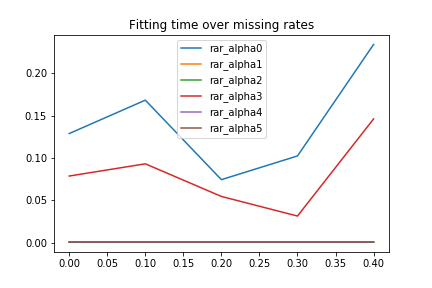 Fitting time over missing rates
rar_alpha0
rar_alpha1
rar_alpha2
rar_alpha3
rar_alpha4
rar_alpha5
0.20
0.15
0.10
0.05
0.00
0.00 0.05 0.10 0.15 0.20 0.25 0.30 0.35 0.40